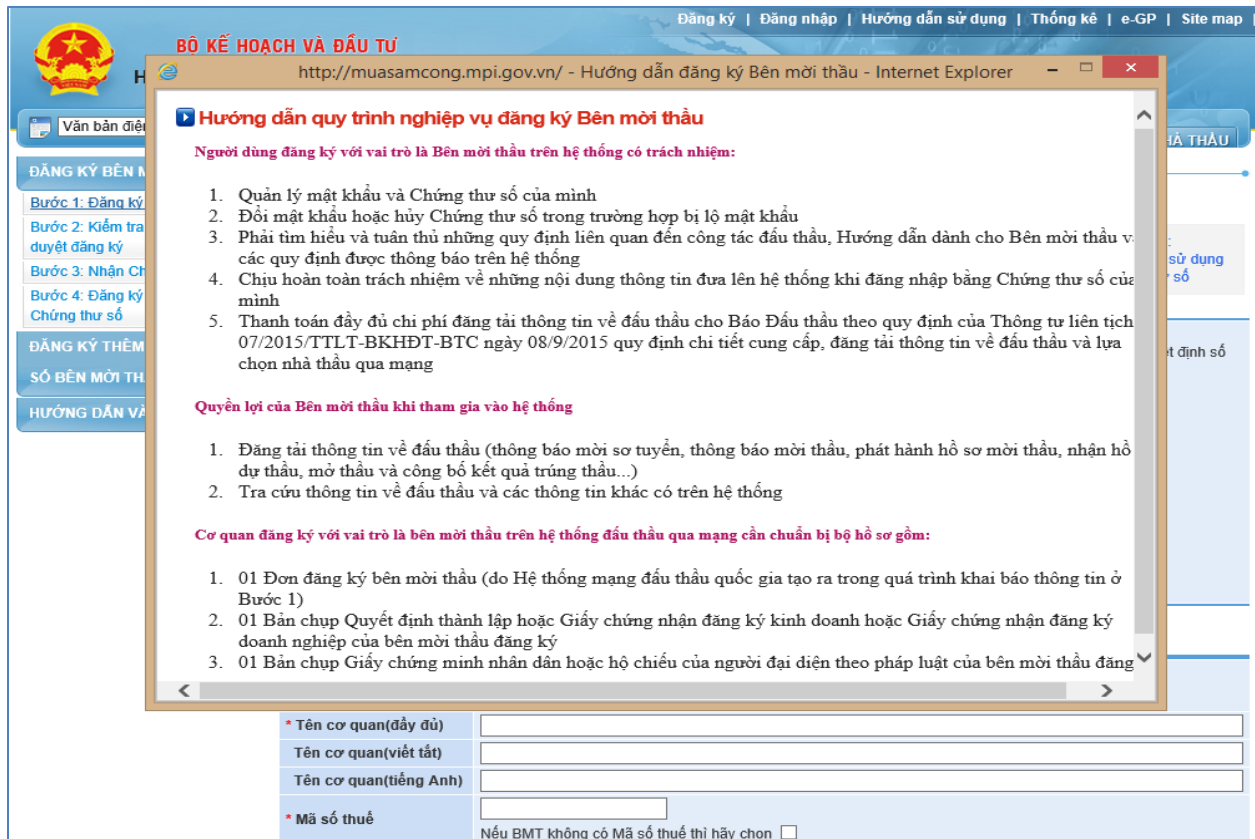 Đăng ký | Đăng nhập | Hướng dẫn sử dụng | Thống kê | e-GP | Site map |
BỘ KẾ HOẠCH VÀ ĐẦU TƯ
H
http://muasamcong.mpi.gov.vn/ - Hướng dẫn đăng ký Bên mời thầu - Internet Explorer
Văn bản điện
HÀ THẦU
ĐĂNG KÝ BÊN M
Bước 1: Đăng ký
Bước 2: Kiểm tra
duyệt đăng ký
Bước 3: Nhận Ch
Bước 4: Đăng ký
Chứng thư số
ĐĂNG KÝ THÊM
SỐ BÊN MỜI TH
HƯỚNG DẪN VÀ
sử dụng
số
t định số
Hướng dẫn quy trình nghiệp vụ đăng ký Bên mời thầu
Người dùng đăng ký với vai trò là Bên mời thầu trên hệ thống có trách nhiệm:
1. Quản lý mật khẩu và Chứng thư số của mình
2. Đổi mật khẩu hoặc hủy Chứng thư số trong trường hợp bị lộ mật khẩu
3. Phải tìm hiểu và tuân thủ những quy định liên quan đến công tác đấu thầu, Hướng dẫn dành cho Bên mời thầu v
các quy định được thông báo trên hệ thống
4. Chịu hoàn toàn trách nhiệm về những nội dung thông tin đưa lên hệ thống khi đăng nhập bằng Chứng thư số của
mình
5. Thanh toán đầy đủ chi phí đăng tải thông tin về đấu thầu cho Báo Đấu thầu theo quy định của Thông tư liên tịch
07/2015/TTLT-BKHĐT-BTC ngày 08/9/2015 quy định chi tiết cung cấp, đăng tải thông tin về đấu thầu và lựa
chọn nhà thầu qua mạng
Quyền lợi của Bên mời thầu khi tham gia vào hệ thống
1. Đăng tải thông tin về đấu thầu (thông báo mời sơ tuyển, thông báo mời thầu, phát hành hồ sơ mời thầu, nhận hồ
dự thầu, mở thầu và công bố kết quả trúng thầu...)
2. Tra cứu thông tin về đấu thầu và các thông tin khác có trên hệ thống
Cơ quan đăng ký với vai trò là bên mời thầu trên hệ thống đấu thầu qua mạng cần chuẩn bị bộ hồ sơ gồm:
1. 01 Đơn đăng ký bên mời thầu (do Hệ thống mạng đấu thầu quốc gia tạo ra trong quá trình khai báo thông tin ở
Bước 1)
2. 01 Bản chụp Quyết định thành lập hoặc Giấy chứng nhận đăng ký kinh doanh hoặc Giấy chứng nhận đăng ký
doanh nghiệp của bên mời thầu đăng ký
3. 01 Bản chụp Giấy chứng minh nhân dân hoặc hộ chiếu của người đại diện theo pháp luật của bên mời thầu đăng
* Tên cơ quan(đầy đủ)
Tên cơ quan(viết tắt)
Tên cơ quan(tiếng Anh)
* Mã số thuế
Nếu BMT không có Mã số thuế thì hãy chọn